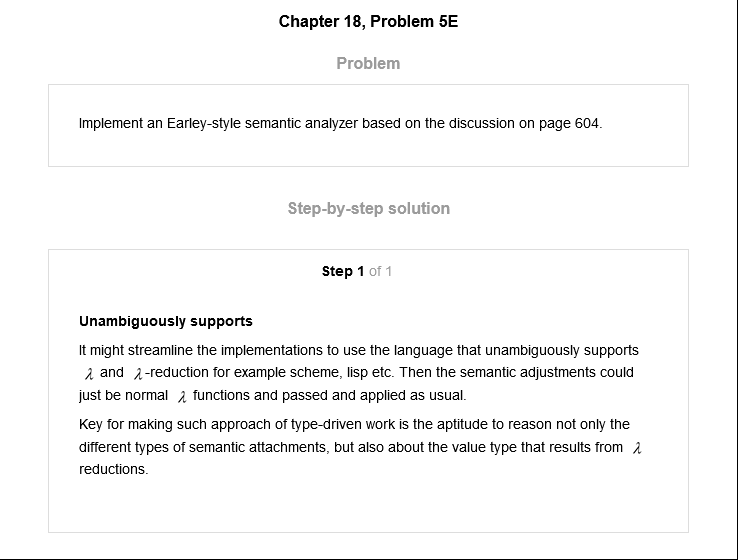 Chapter 18, Problem 5E
Problem
Implement an Earley-style semantic analyzer based on the discussion on page 604.
Step-by-step solution
Step 1 of 1
Unambiguously supports
It might streamline the implementations to use the language that unambiguously supports
λ and λ-reduction for example scheme, lisp etc. Then the semantic adjustments could
just be normal λ functions and passed and applied as usual.
Key for making such approach of type-driven work is the aptitude to reason not only the
different types of semantic attachments, but also about the value type that results from λ
reductions.